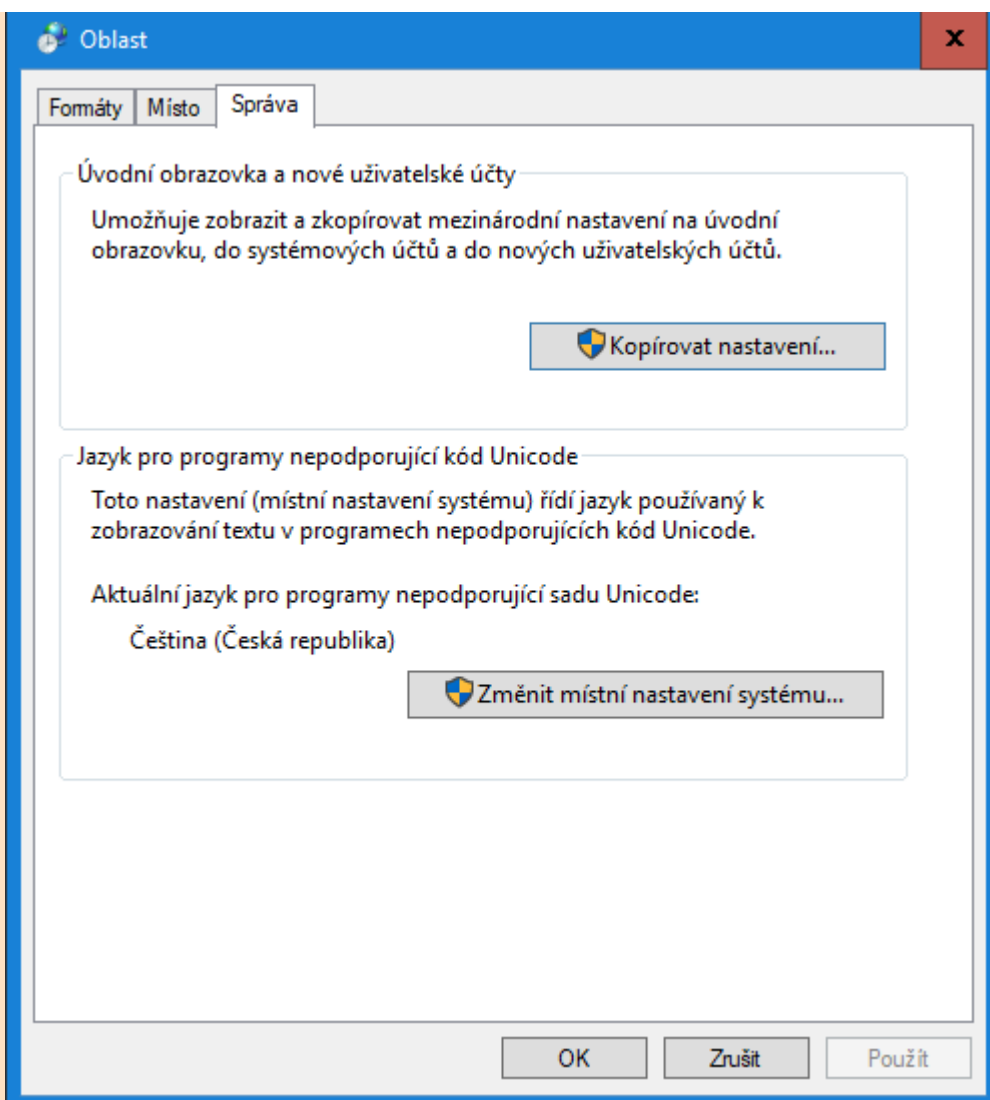 Oblast
x
Formáty
Místo
Správa
Úvodní obrazovka a nové uživatelské účty
Umožňuje zobrazit a zkopírovat mezinárodní nastavení na úvodní
obrazovku, do systémových účtů a do nových uživatelských účtů.
Kopírovat nastavení...
Jazyk pro programy nepodporující kód Unicode
Toto nastavení (místní nastavení systému) řídí jazyk používaný k
zobrazování textu v programech nepodporujících kód Unicode.
Aktuální jazyk pro programy nepodporující sadu Unicode:
Čeština (Česká republika)
Změnit místní nastavení systému...
OK
Zrušit
Použít